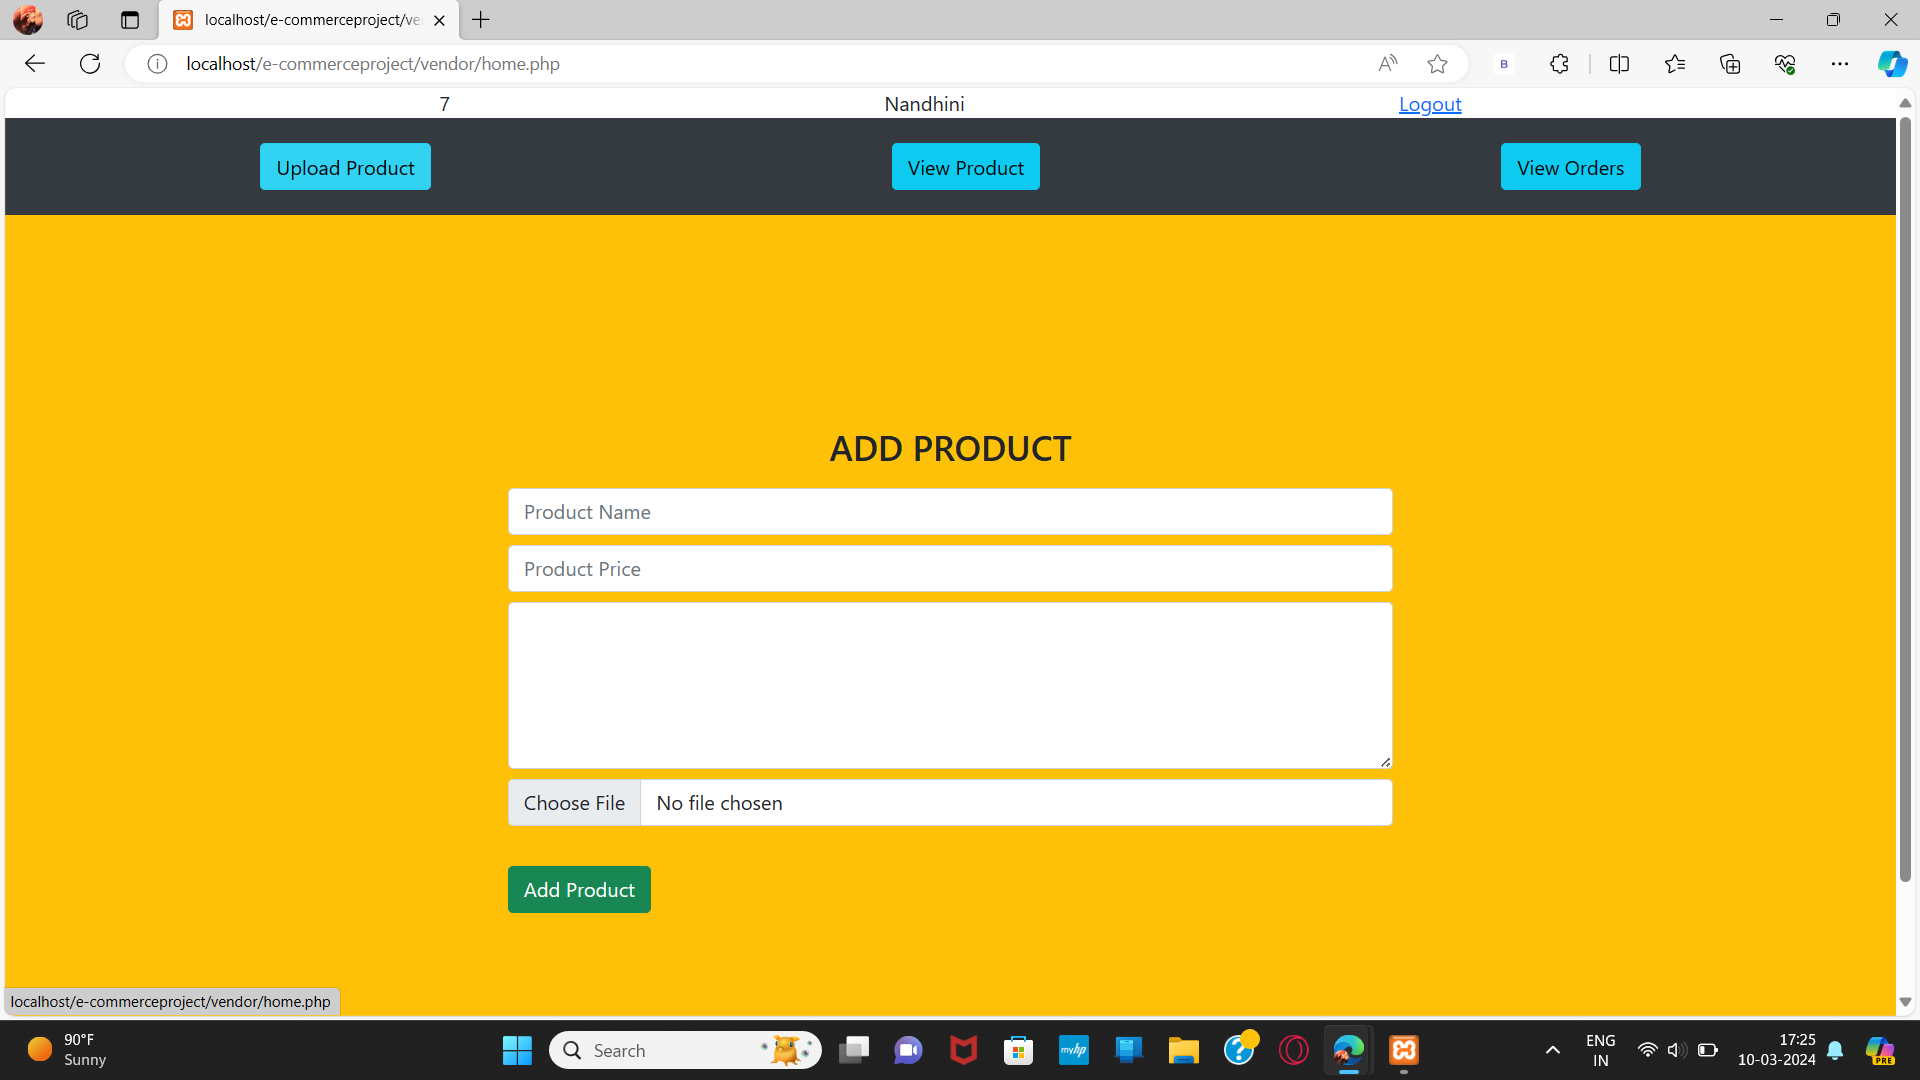 localhost/e-commerceproject/ve
localhost/e-commerceproject/vendor/home.php
B
7 Nandhini Logout
Upload Product View Product View Orders
ADD PRODUCT
Product Name
Product Price
Choose File No file chosen
Add Product
localhost/e-commerceproject/vendor/home.php
90°F
Sunny
Search
myhp
ENG
IN
17:25
10-03-2024
PRE